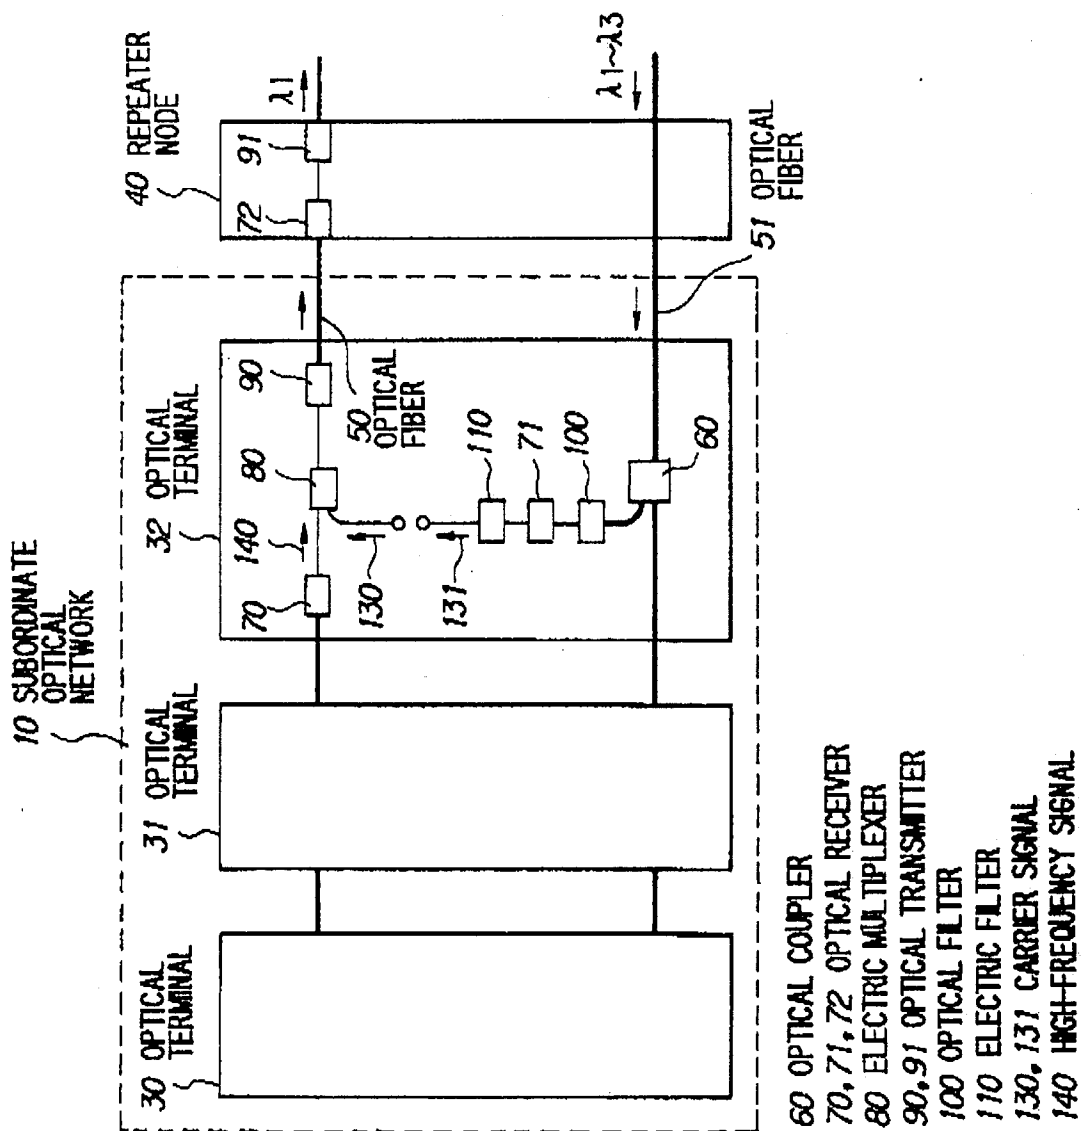 10 SUBORDINATE
OPTICAL
NETWORK
30 OPTICAL
TERMINAL
31 OPTICAL
TERMINAL
32 OPTICAL
TERMINAL
40 REPEATER
NODE
70
140
80
90
72
91
λ1
50
OPTICAL
FIBER
130
131
110
71
100
60
λ1~λ3
51 OPTICAL
FIBER
60 OPTICAL COUPLER
70,71,72 OPTICAL RECEIVER
80 ELECTRIC MULTIPLEXER
90,91 OPTICAL TRANSMITTER
100 OPTICAL FILTER
110 ELECTRIC FILTER
130,131 CARRIER SIGNAL
140 HIGH-FREQUENCY SIGNAL